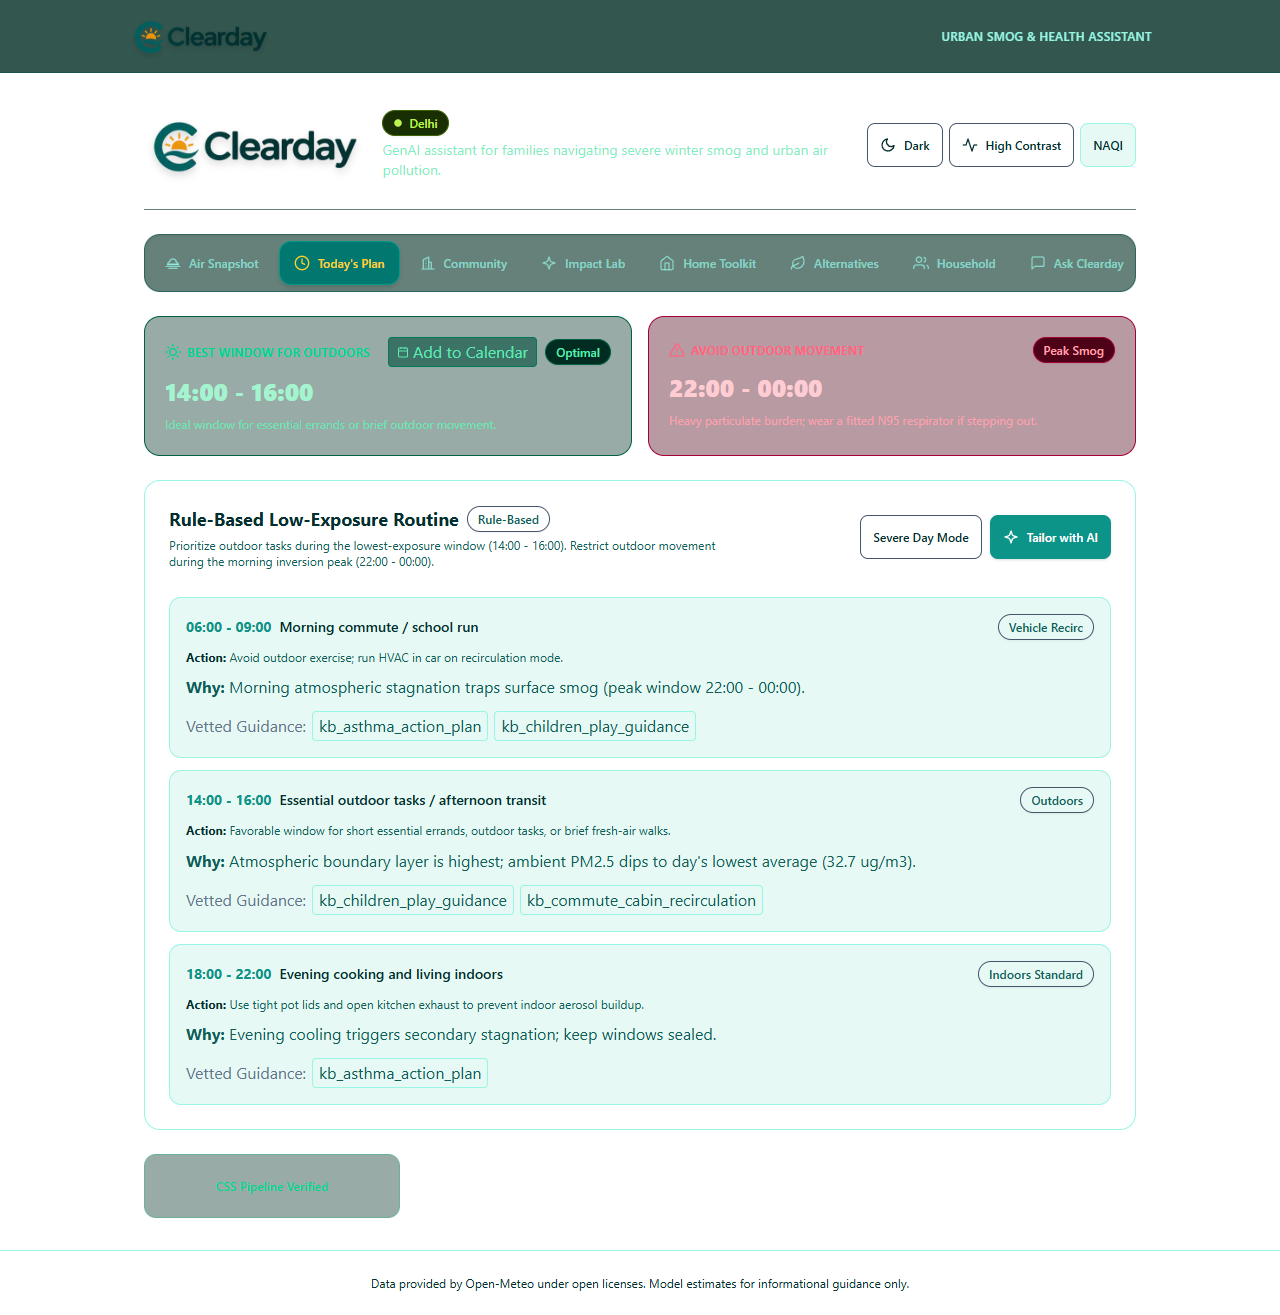 Clearday
URBAN SMOG & HEALTH ASSISTANT
Clearday
Delhi
GenAI assistant for families navigating severe winter smog and urban air
pollution.
Dark
High Contrast
NAQI
Air Snapshot
Today's Plan
Community
Impact Lab
Home Toolkit
Alternatives
Household
Ask Clearday
BEST WINDOW FOR OUTDOORS
Add to Calendar
Optimal
14:00 - 16:00
Ideal window for essential errands or brief outdoor movement.
AVOID OUTDOOR MOVEMENT
Peak Smog
22:00 - 00:00
Heavy particulate burden; wear a fitted N95 respirator if stepping out.
Rule-Based Low-Exposure Routine
Rule-Based
Prioritize outdoor tasks during the lowest-exposure window (14:00 - 16:00). Restrict outdoor movement
during the morning inversion peak (22:00 - 00:00).
Severe Day Mode
Tailor with AI
06:00 - 09:00 Morning commute / school run
Vehicle Recirc
Action: Avoid outdoor exercise; run HVAC in car on recirculation mode.
Why: Morning atmospheric stagnation traps surface smog (peak window 22:00 - 00:00).
Vetted Guidance: kb_asthma_action_plan kb_children_play_guidance
14:00 - 16:00 Essential outdoor tasks / afternoon transit
Outdoors
Action: Favorable window for short essential errands, outdoor tasks, or brief fresh-air walks.
Why: Atmospheric boundary layer is highest; ambient PM2.5 dips to day's lowest average (32.7 ug/m3).
Vetted Guidance: kb_children_play_guidance kb_commute_cabin_recirculation
18:00 - 22:00 Evening cooking and living indoors
Indoors Standard
Action: Use tight pot lids and open kitchen exhaust to prevent indoor aerosol buildup.
Why: Evening cooling triggers secondary stagnation; keep windows sealed.
Vetted Guidance: kb_asthma_action_plan
CSS Pipeline Verified
Data provided by Open-Meteo under open licenses. Model estimates for informational guidance only.